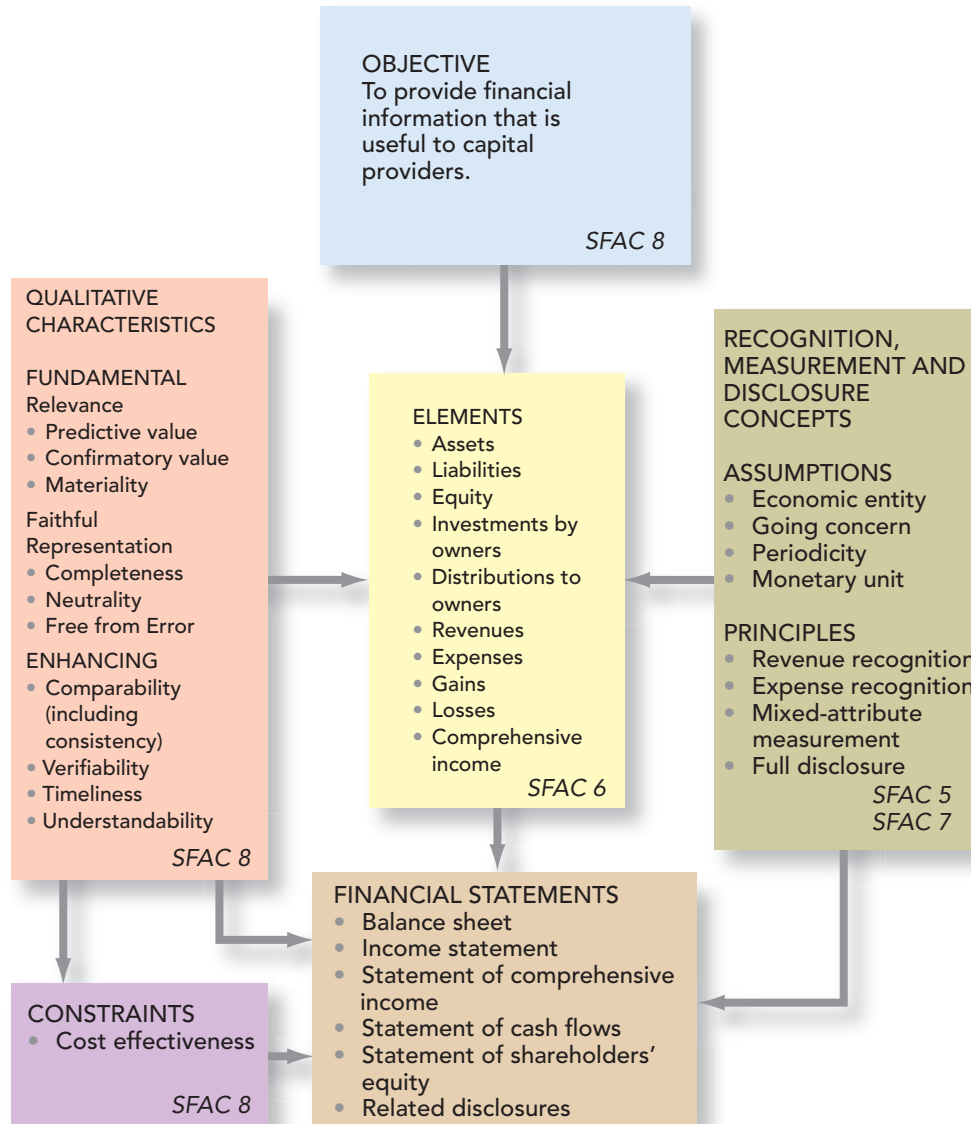 OBJECTIVE
To provide financial
information that is
useful to capital
providers.
SFAC 8
QUALITATIVE
CHARACTERISTICS
FUNDAMENTAL
Relevance
• Predictive value
• Confirmatory value
• Materiality
Faithful
Representation
• Completeness
• Neutrality
• Free from Error
ENHANCING
• Comparability
(including
consistency)
• Verifiability
• Timeliness
• Understandability
SFAC 8
ELEMENTS
• Assets
• Liabilities
• Equity
• Investments by
owners
• Distributions to
owners
• Revenues
• Expenses
• Gains
• Losses
• Comprehensive
income
SFAC 6
RECOGNITION,
MEASUREMENT AND
DISCLOSURE
CONCEPTS
ASSUMPTIONS
• Economic entity
• Going concern
• Periodicity
• Monetary unit
PRINCIPLES
• Revenue recognition
• Expense recognition
• Mixed-attribute
measurement
• Full disclosure
SFAC 5
SFAC 7
CONSTRAINTS
• Cost effectiveness
SFAC 8
FINANCIAL STATEMENTS
• Balance sheet
• Income statement
• Statement of comprehensive
income
• Statement of cash flows
• Statement of shareholders’
equity
• Related disclosures